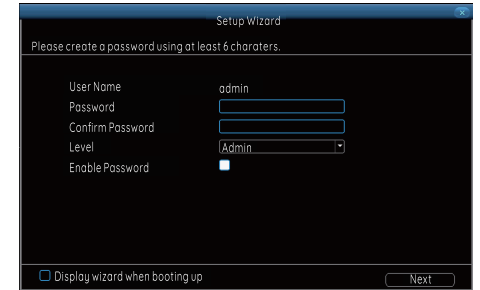 Setup Wizard
Please create a password using at least 6 charaters.
User Name admin
Password
Confirm Password
Level Admin
Enable Password
Display wizard when booting up
Next